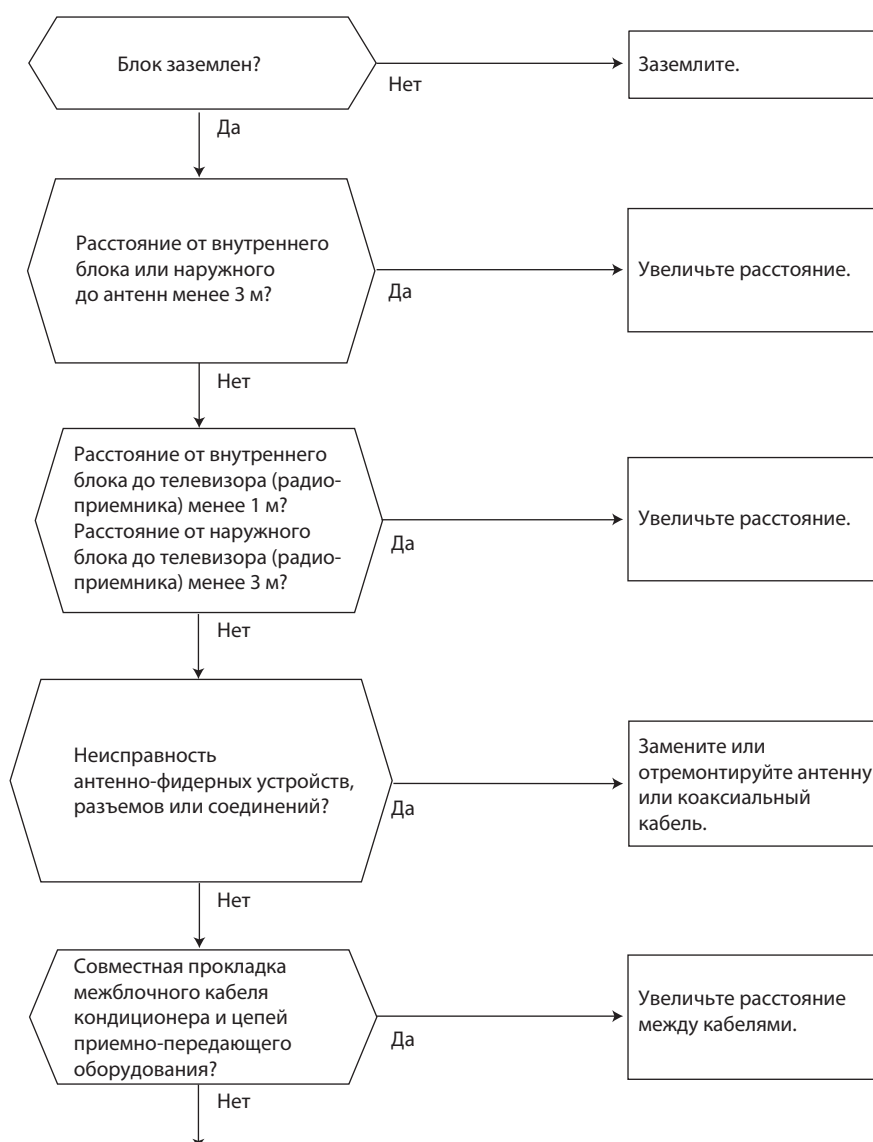 Блок заземлен?
Нет
Заземлите.
Да
Расстояние от внутреннего
блока или наружного
до антенн менее 3 м?
Да
Увеличьте расстояние.
Нет
Расстояние от внутреннего
блока до телевизора (радио-
приемника) менее 1 м?
Расстояние от наружного
блока до телевизора (радио-
приемника) менее 3 м?
Да
Увеличьте расстояние.
Нет
Неисправность
антенно-фидерных устройств,
разъемов или соединений?
Да
Замените или
отремонтируйте антенну
или коаксиальный
кабель.
Нет
Совместная прокладка
межблочного кабеля
кондиционера и цепей
приемно-передающего
оборудования?
Да
Увеличьте расстояние
между кабелями.
Нет